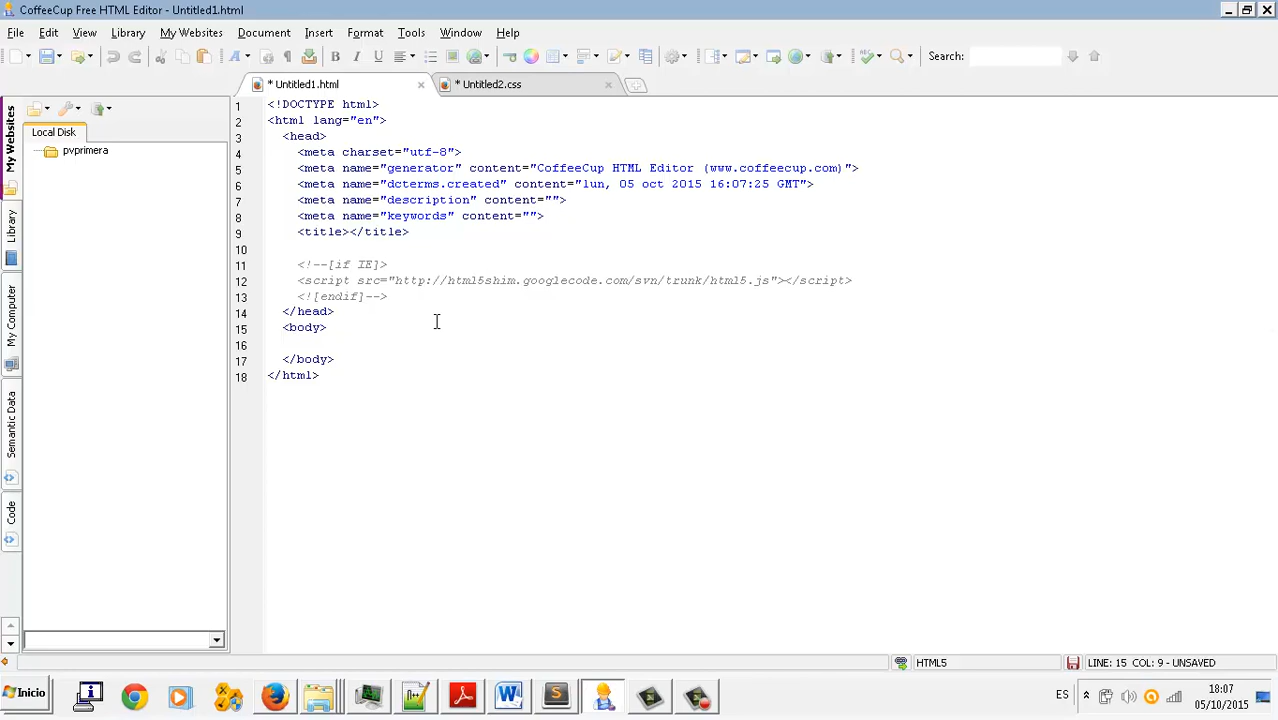 CoffeeCup Free HTML Editor - Untitled1.html
File Edit View Library My Websites Document Insert Format Tools Window Help
Search:
* Untitled1.html
* Untitled2.css
My Websites
Library
My Computer
Semantic Data
Code
Local Disk
pvprimera
1 <!DOCTYPE html>
2 <html lang="en">
3 <head>
4 <meta charset="utf-8">
5 <meta name="generator" content="CoffeeCup HTML Editor (www.coffeecup.com)">
6 <meta name="dcterms.created" content="lun, 05 oct 2015 16:07:25 GMT">
7 <meta name="description" content="">
8 <meta name="keywords" content="">
9 <title></title>
10
11 <!--[if IE]>
12 <script src="http://html5shim.googlecode.com/svn/trunk/html5.js"></script>
13 <![endif]-->
14 </head>
15 <body>
16
17 </body>
18 </html>
HTML5
LINE: 15 COL: 9 - UNSAVED
Inicio
ES
18:07
05/10/2015